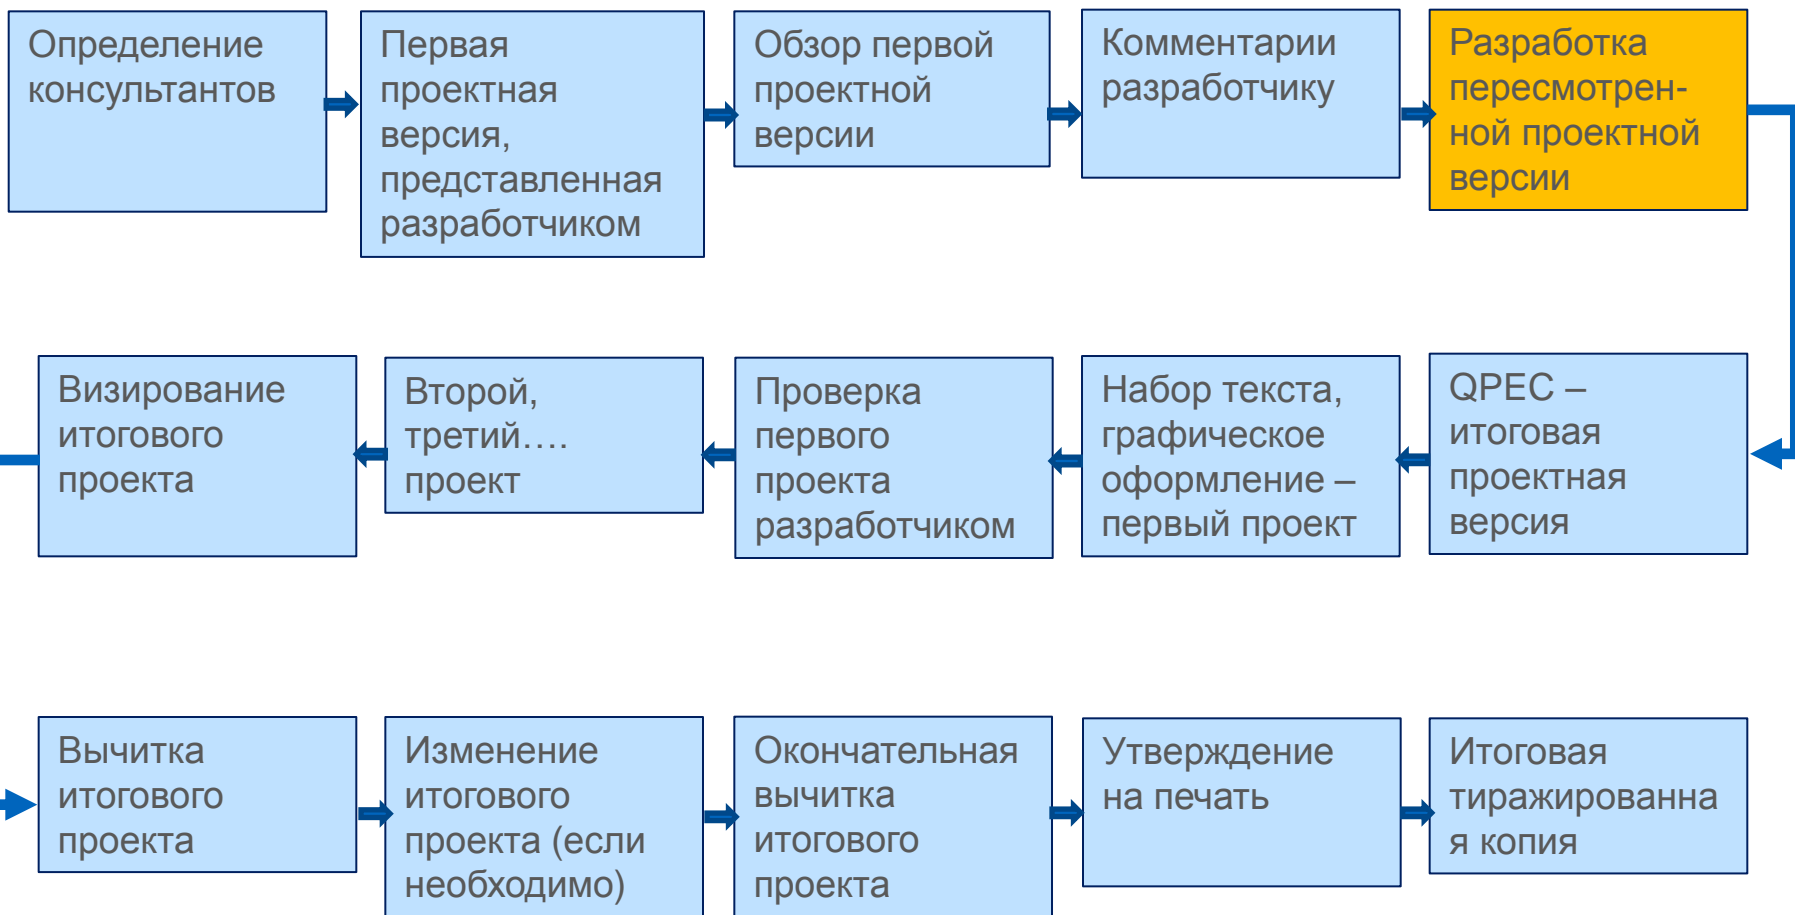 Определение
консультантов
Первая
проектная
версия,
представленная
разработчиком
Обзор первой
проектной
версии
Комментарии
разработчику
Разработка
пересмотрен-
ной проектной
версии
Визирование
итогового
проекта
Второй,
третий….
проект
Проверка
первого
проекта
разработчиком
Набор текста,
графическое
оформление –
первый проект
QPEC –
итоговая
проектная
версия
Вычитка
итогового
проекта
Изменение
итогового
проекта (если
необходимо)
Окончательная
вычитка
итогового
проекта
Утверждение
на печать
Итоговая
тиражированна
я копия